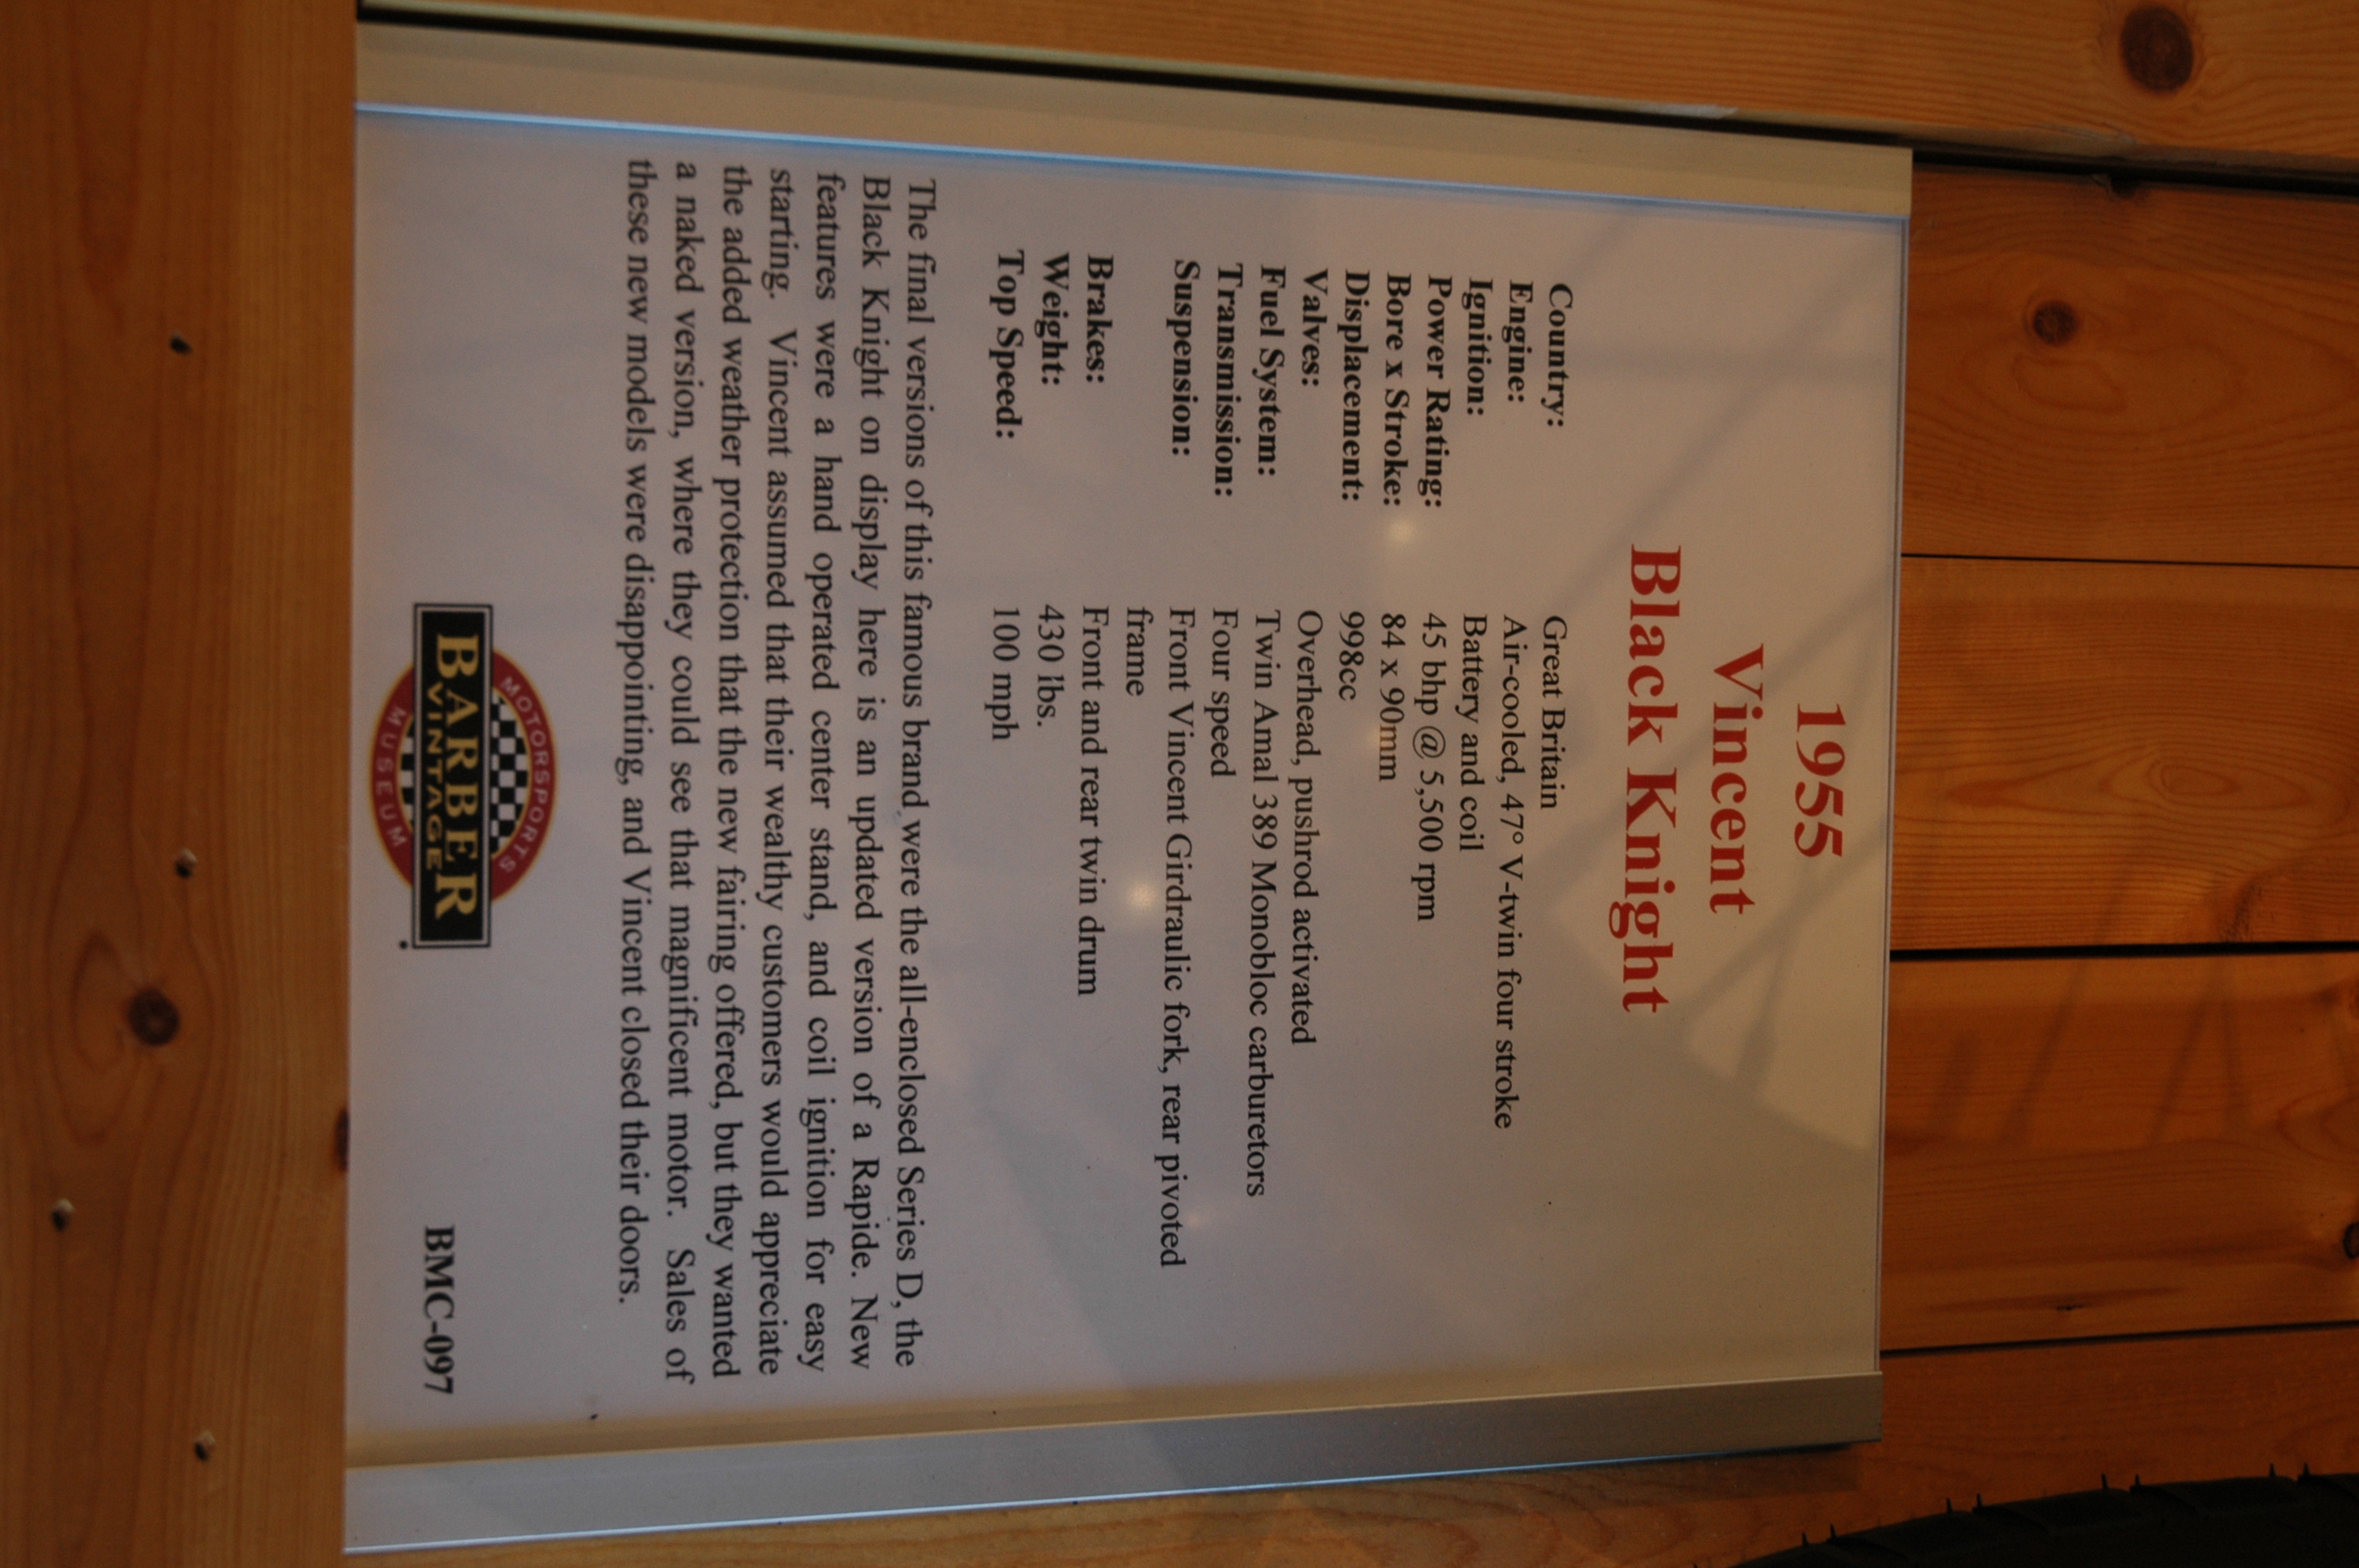 1955
Vincent
Black Knight
Country: Great Britain
Engine: Air-cooled, 47° V-twin four stroke
Ignition: Battery and coil
Power Rating: 45 bhp @ 5,500 rpm
Bore x Stroke: 84 x 90mm
Displacement: 998cc
Valves: Overhead, pushrod activated
Fuel System: Twin Amal 389 Monobloc carburetors
Transmission: Four speed
Suspension: Front Vincent Girdraulic fork, rear pivoted
frame
Brakes: Front and rear twin drum
Weight: 430 lbs.
Top Speed: 100 mph
The final versions of this famous brand were the all-enclosed Series D, the
Black Knight on display here is an updated version of a Rapide. New
features were a hand operated center stand, and coil ignition for easy
starting. Vincent assumed that their wealthy customers would appreciate
the added weather protection that the new fairing offered, but they wanted
a naked version, where they could see that magnificent motor. Sales of
these new models were disappointing, and Vincent closed their doors.
MOTORSPORTS
BARBER
VINTAGE
MUSEUM
BMC-097